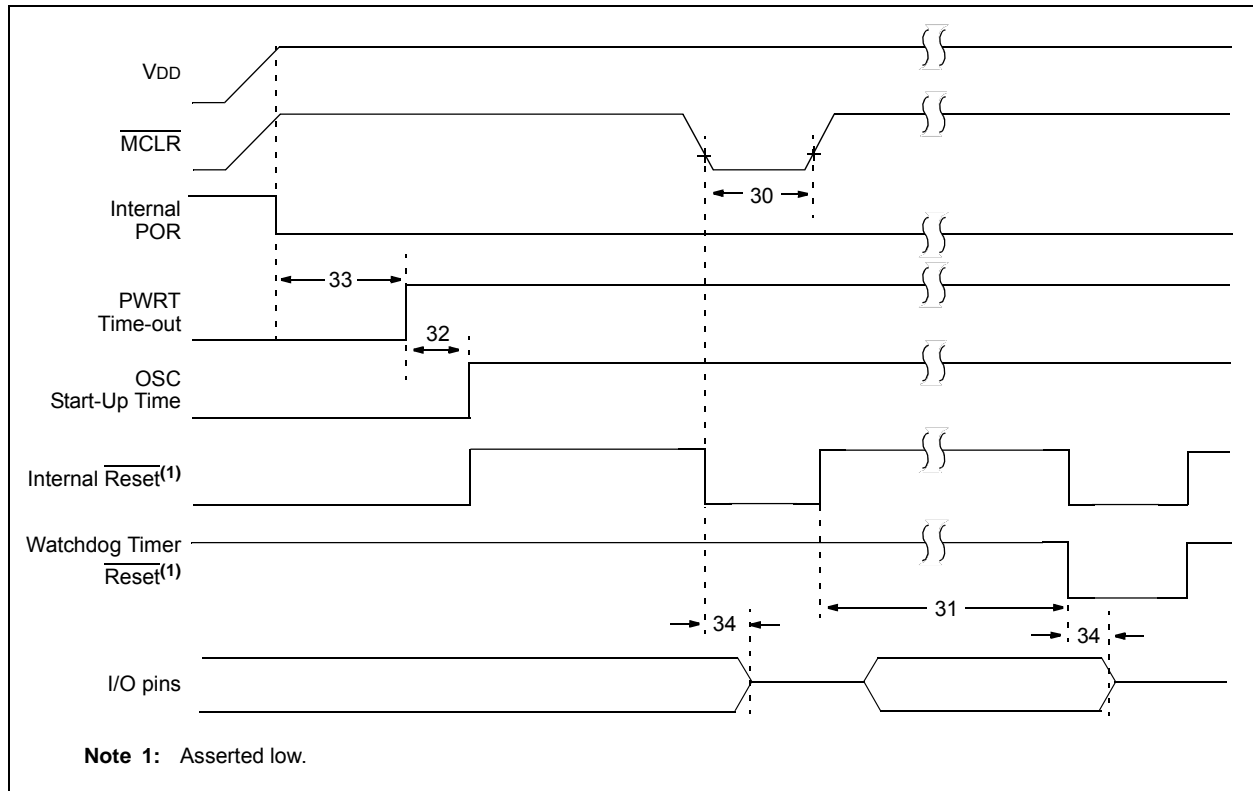 VDD
MCLR
30
Internal
POR
33
PWRT
Time-out
32
OSC
Start-Up Time
Internal Reset(1)
Watchdog Timer
Reset(1)
31
34
34
I/O pins
Note 1: Asserted low.